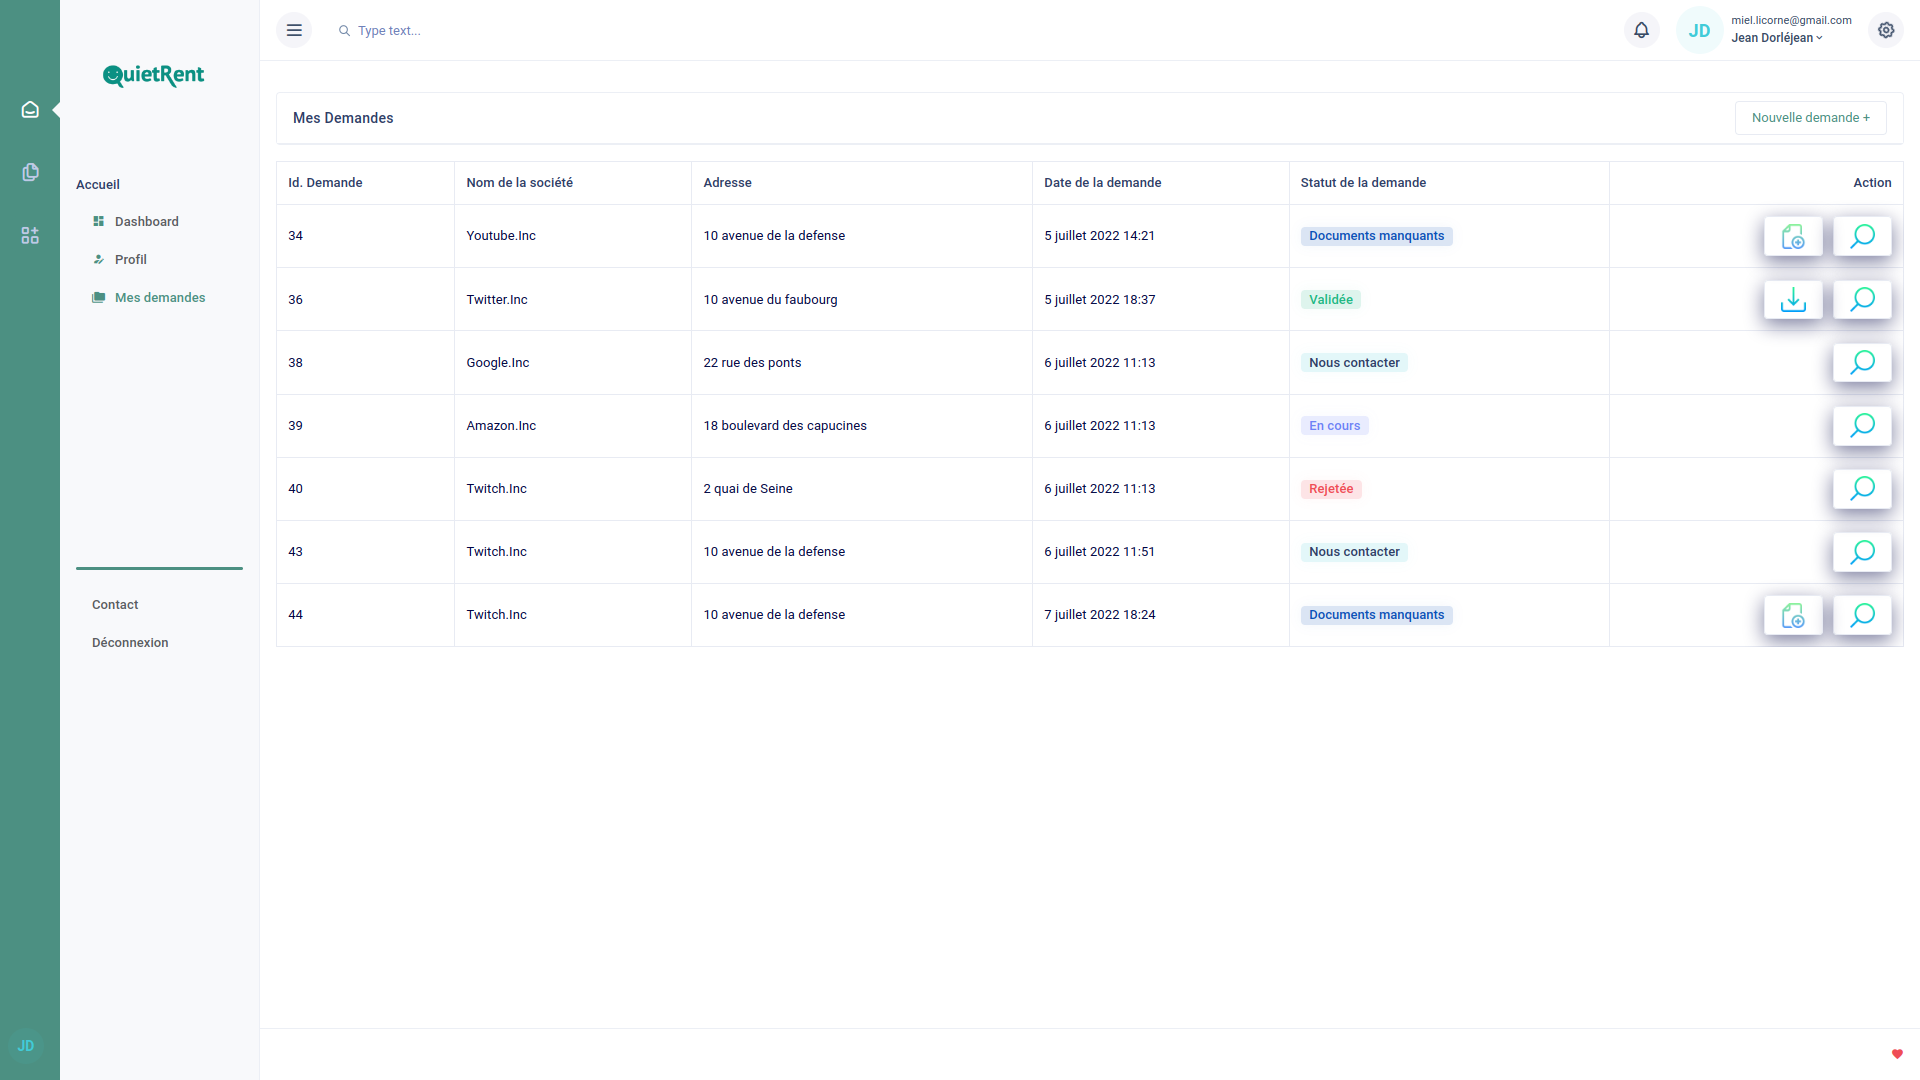 Type text...
JD
miel.licorne@gmail.com
Jean Dorléjean
QuietRent
Accueil
Dashboard
Profil
Mes demandes
Contact
Déconnexion
JD
Mes Demandes
Nouvelle demande +
Id. Demande Nom de la société Adresse Date de la demande Statut de la demande Action
34 Youtube.Inc 10 avenue de la defense 5 juillet 2022 14:21 Documents manquants
36 Twitter.Inc 10 avenue du faubourg 5 juillet 2022 18:37 Validée
38 Google.Inc 22 rue des ponts 6 juillet 2022 11:13 Nous contacter
39 Amazon.Inc 18 boulevard des capucines 6 juillet 2022 11:13 En cours
40 Twitch.Inc 2 quai de Seine 6 juillet 2022 11:13 Rejetée
43 Twitch.Inc 10 avenue de la defense 6 juillet 2022 11:51 Nous contacter
44 Twitch.Inc 10 avenue de la defense 7 juillet 2022 18:24 Documents manquants